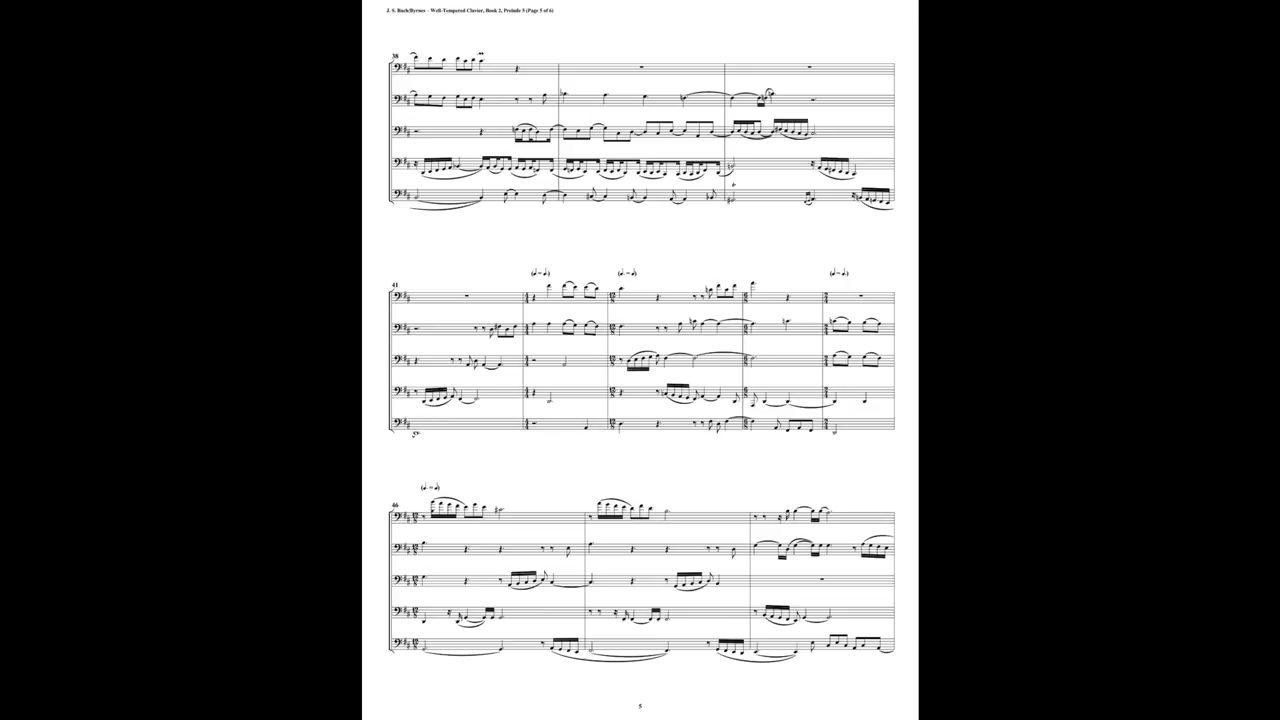 J. S. Bach/Byrnes – Well-Tempered Clavier, Book 2, Prelude 5 (Page 5 of 6)
38
41
46
5